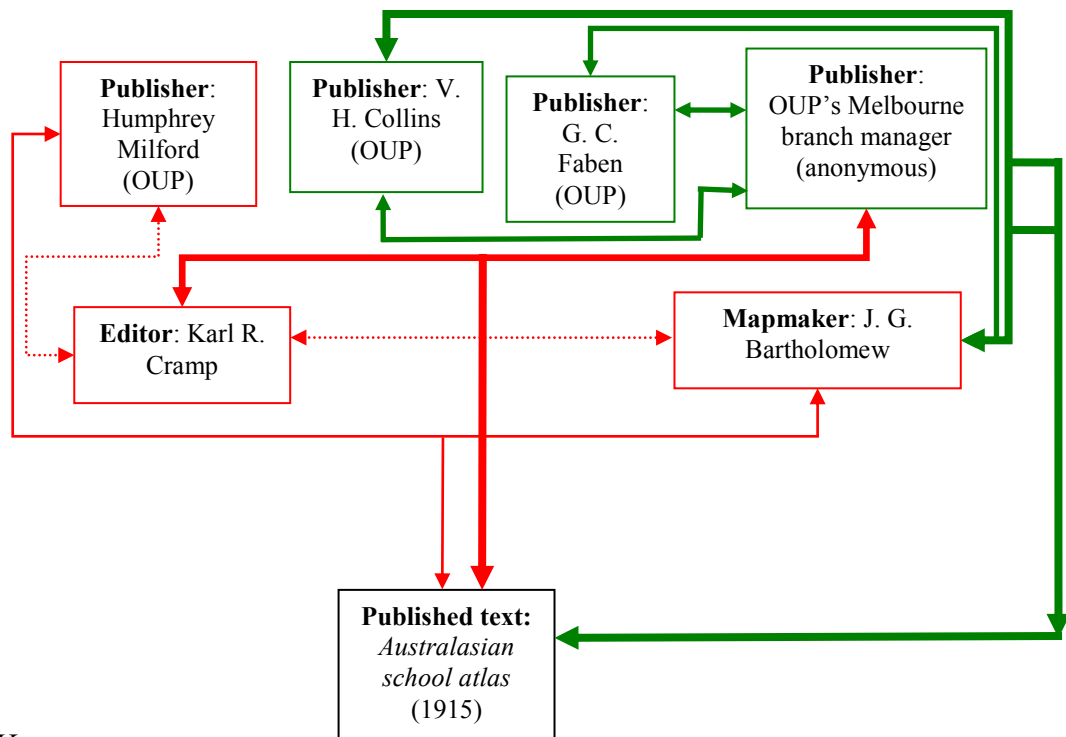 Publisher:
Humphrey
Milford
(OUP)
Publisher: V.
H. Collins
(OUP)
Publisher:
G. C.
Faben
(OUP)
Publisher:
OUP’s Melbourne
branch manager
(anonymous)
Editor: Karl R.
Cramp
Mapmaker: J. G.
Bartholomew
Published text:
Australasian
school atlas
(1915)